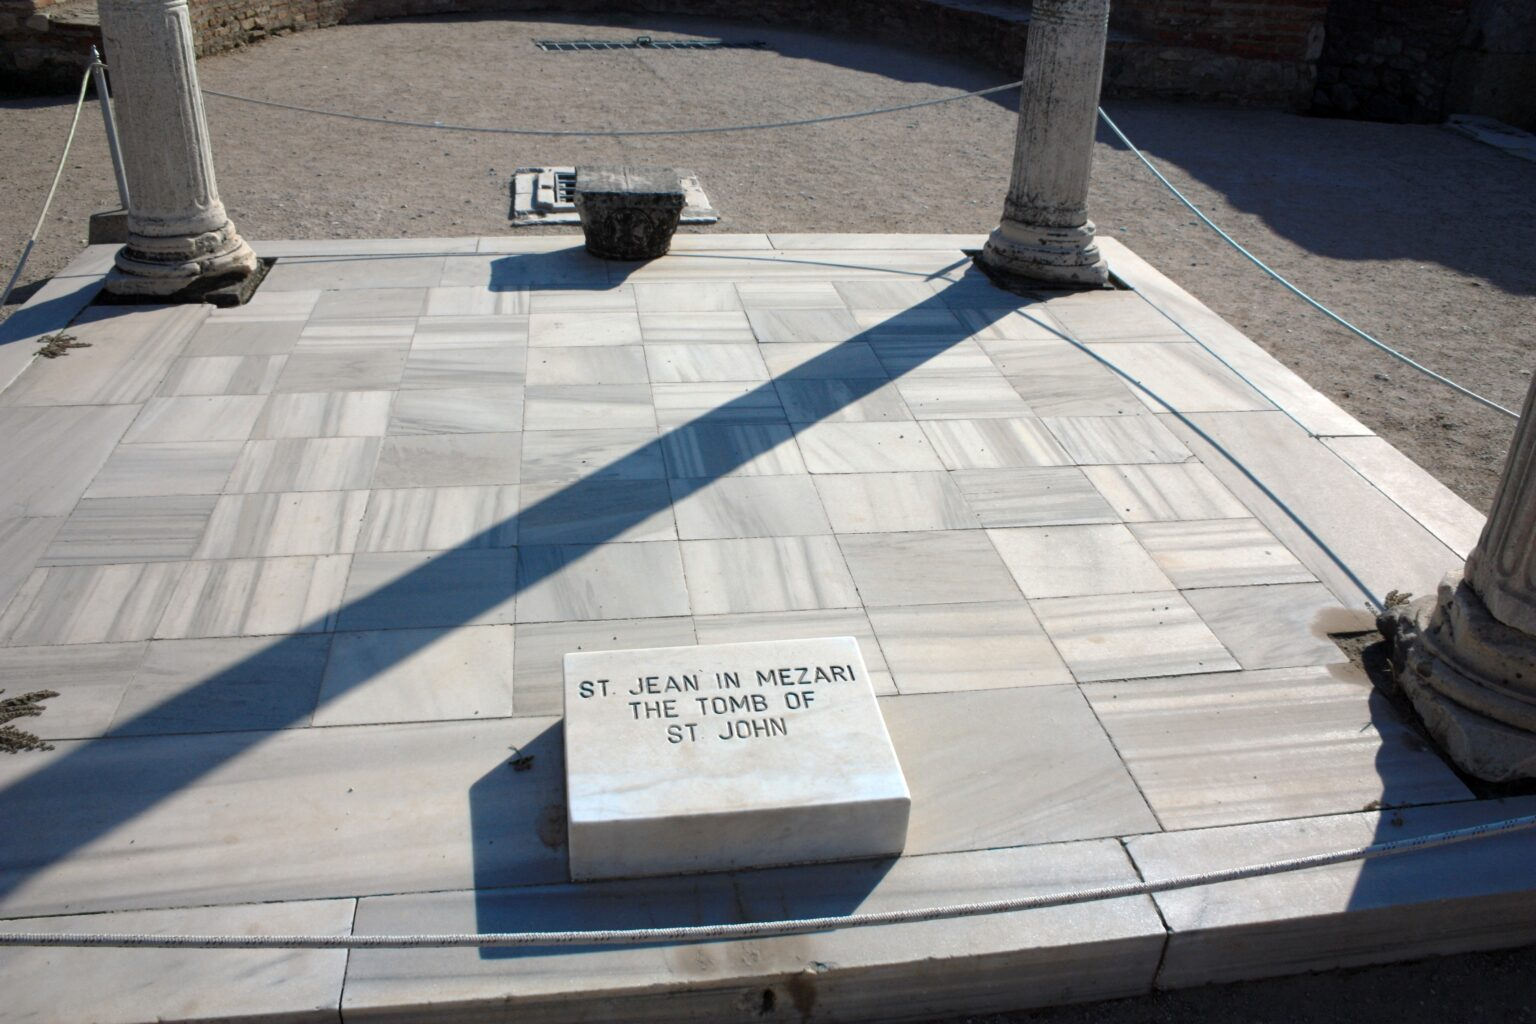 ST. JEAN IN MEZARI
THE TOMB OF
ST. JOHN